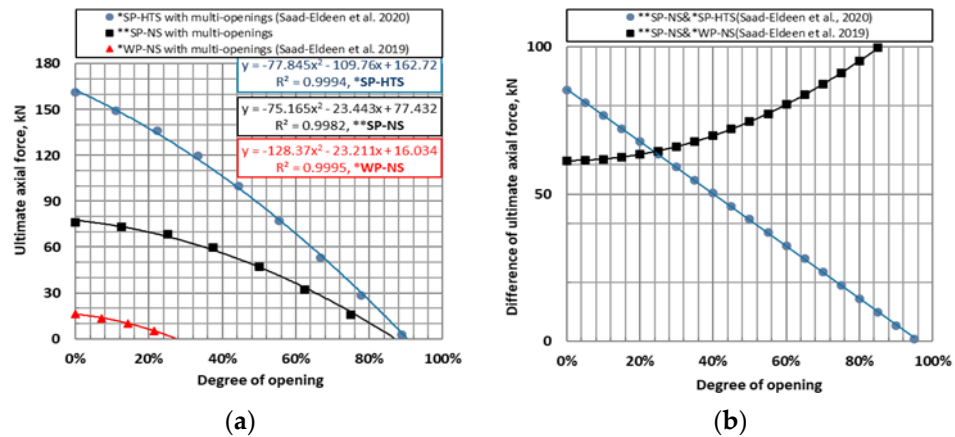 *SP-HTS with multi-openings (Saad-Eldeen et al. 2020)
**SP-NS with multi-openings
*WP-NS with multi-openings (Saad-Eldeen et al. 2019)
180
150
120
90
60
30
0
Ultimate axial force, kN
y = -77.845x² - 109.76x + 162.72
R² = 0.9994, *SP-HTS
y = -75.165x² - 23.443x + 77.432
R² = 0.9982, **SP-NS
y = -128.37x² - 23.211x + 16.034
R² = 0.9995, *WP-NS
0% 20% 40% 60% 80% 100%
Degree of opening
(a)
**SP-NS&*SP-HTS(Saad-Eldeen et al., 2020)
**SP-NS&*WP-NS(Saad-Eldeen et al. 2019)
100
50
0
Difference of ultimate axial force, kN
0% 20% 40% 60% 80% 100%
Degree of opening
(b)